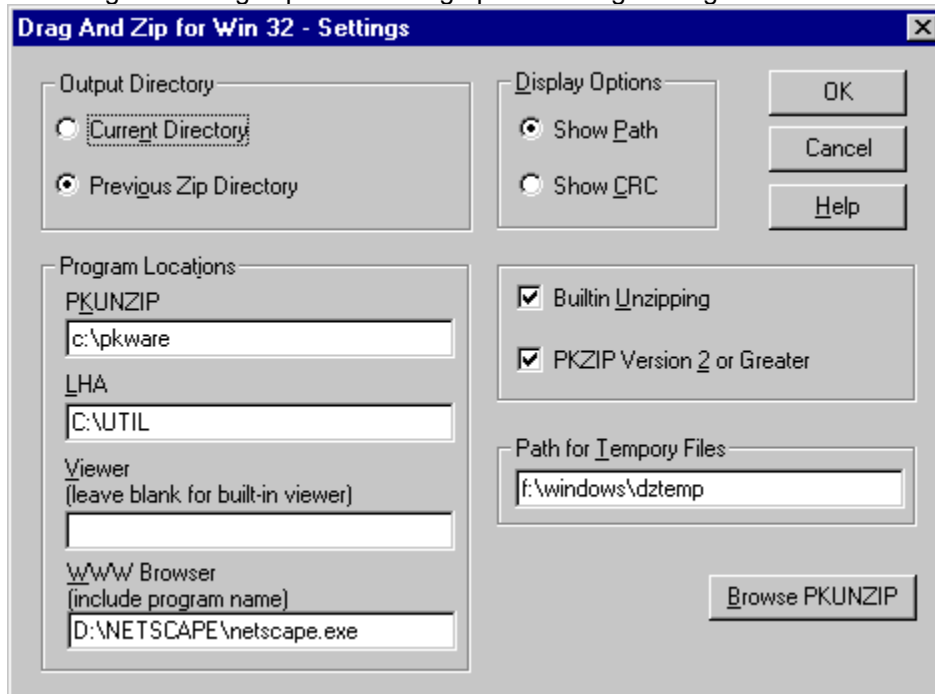 Drag And Zip for Win 32 - Settings
Output Directory
Current Directory
Previous Zip Directory
Display Options
Show Path
Show CRC
OK
Cancel
Help
Program Locations
PKUNZIP
c:\pkware
LHA
C:\UTIL
Viewer
(leave blank for built-in viewer)
WWW Browser
(include program name)
D:\NETSCAPE\netscape.exe
Builtin Unzipping
PKZIP Version 2 or Greater
Path for Tempory Files
f:\windows\dztemp
Browse PKUNZIP